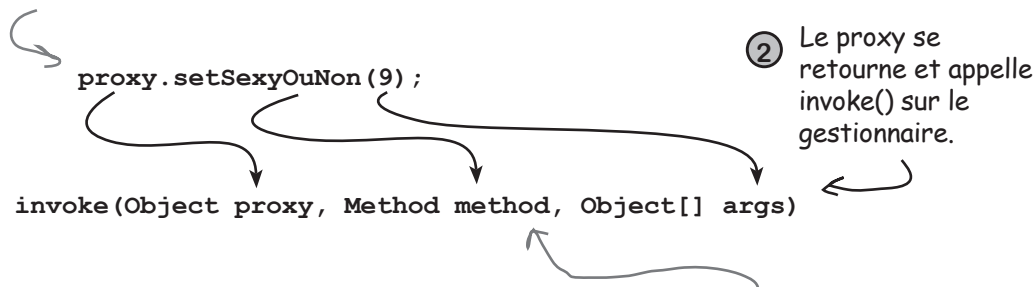 proxy.setSexyOuNon(9);
2
Le proxy se
retourne et appelle
invoke() sur le
gestionnaire.
invoke(Object proxy, Method method, Object[] args)